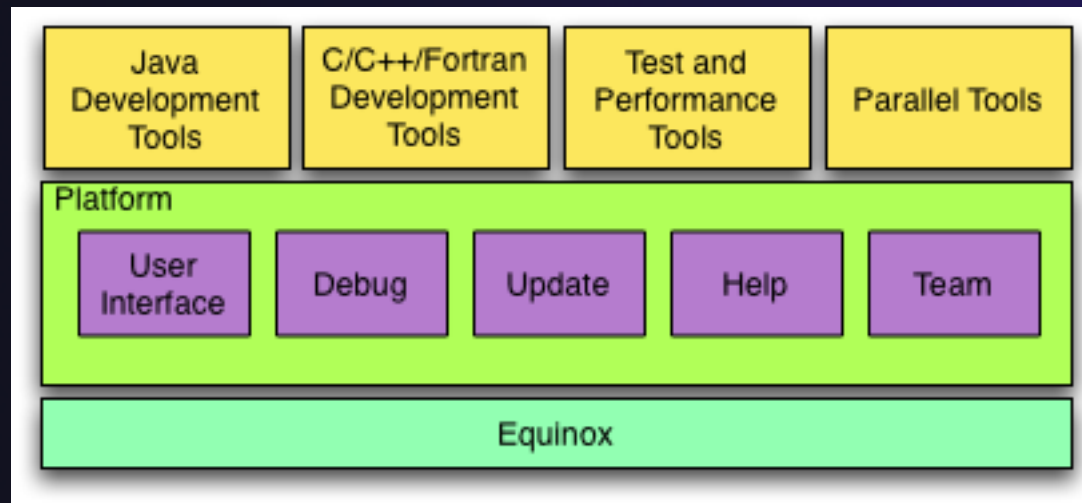 Java
Development
Tools
C/C++/Fortran
Development
Tools
Test and
Performance
Tools
Parallel Tools
Platform
User
Interface
Debug
Update
Help
Team
Equinox